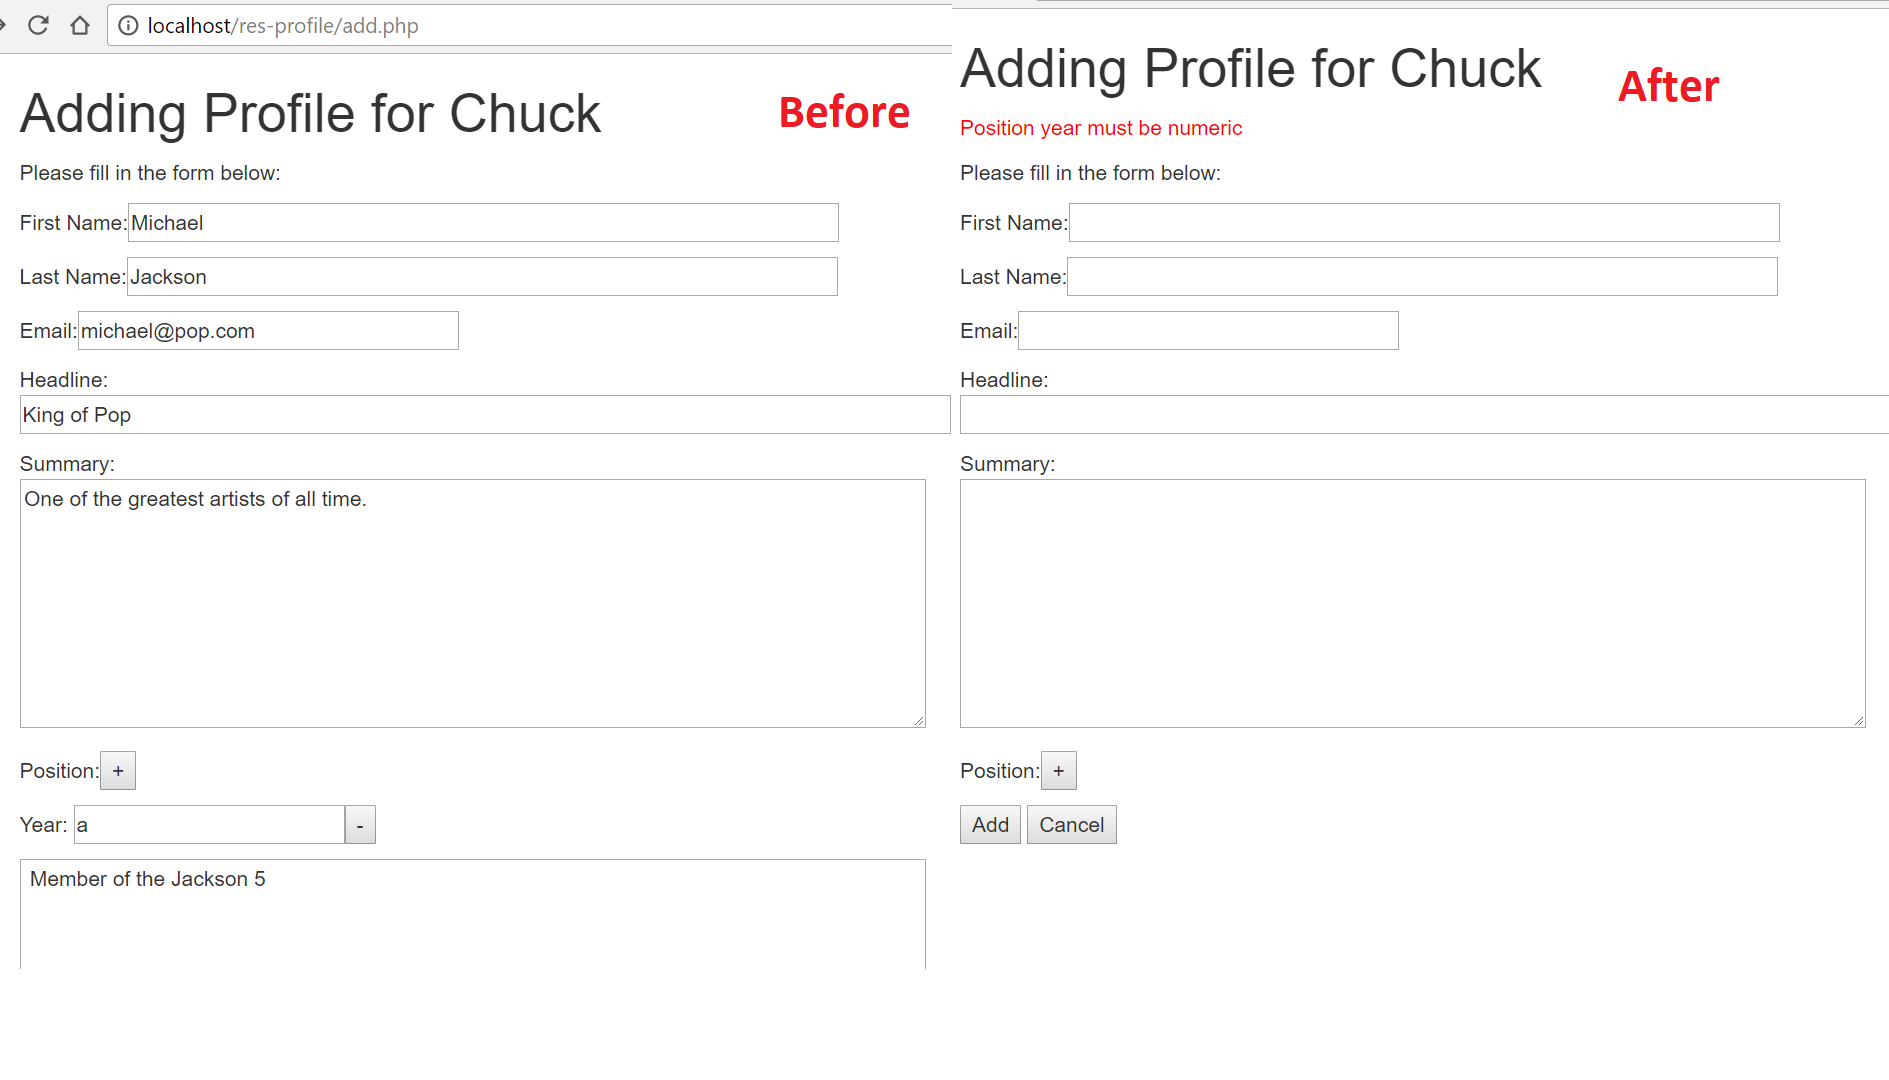 localhost/res-profile/add.php
Adding Profile for Chuck
Before
Please fill in the form below:
First Name:Michael
Last Name:Jackson
Email:michael@pop.com
Headline:
King of Pop
Summary:
One of the greatest artists of all time.
Position:+
Year: a -
Member of the Jackson 5
Adding Profile for Chuck
After
Position year must be numeric
Please fill in the form below:
First Name:
Last Name:
Email:
Headline:
Summary:
Position:+
Add Cancel